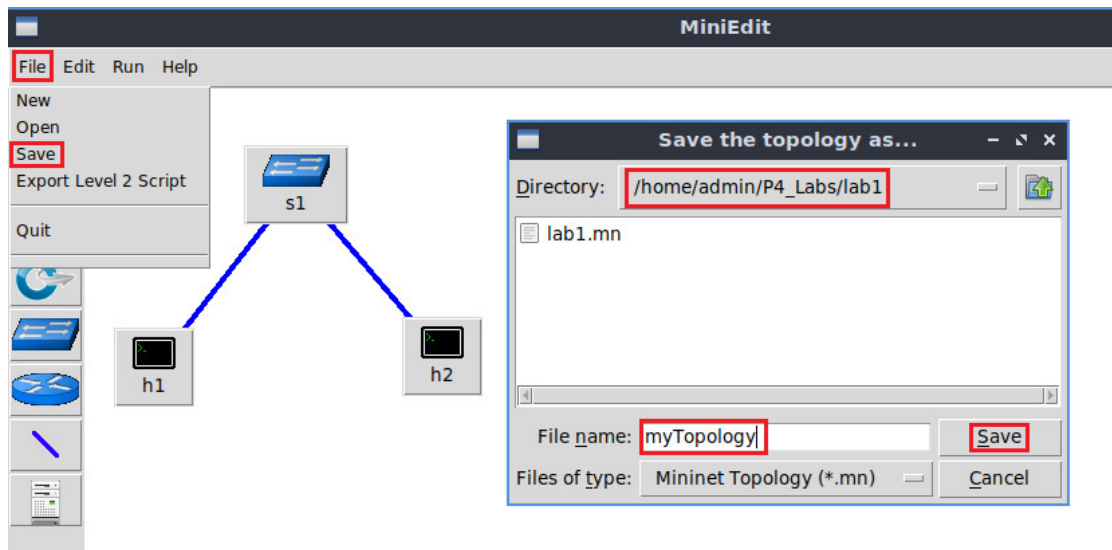 MiniEdit
File Edit Run Help
New
Open
Save
Export Level 2 Script
Quit
s1
h1
h2
Save the topology as...
Directory: /home/admin/P4_Labs/lab1
lab1.mn
File name: myTopology Save
Files of type: Mininet Topology (*.mn) Cancel